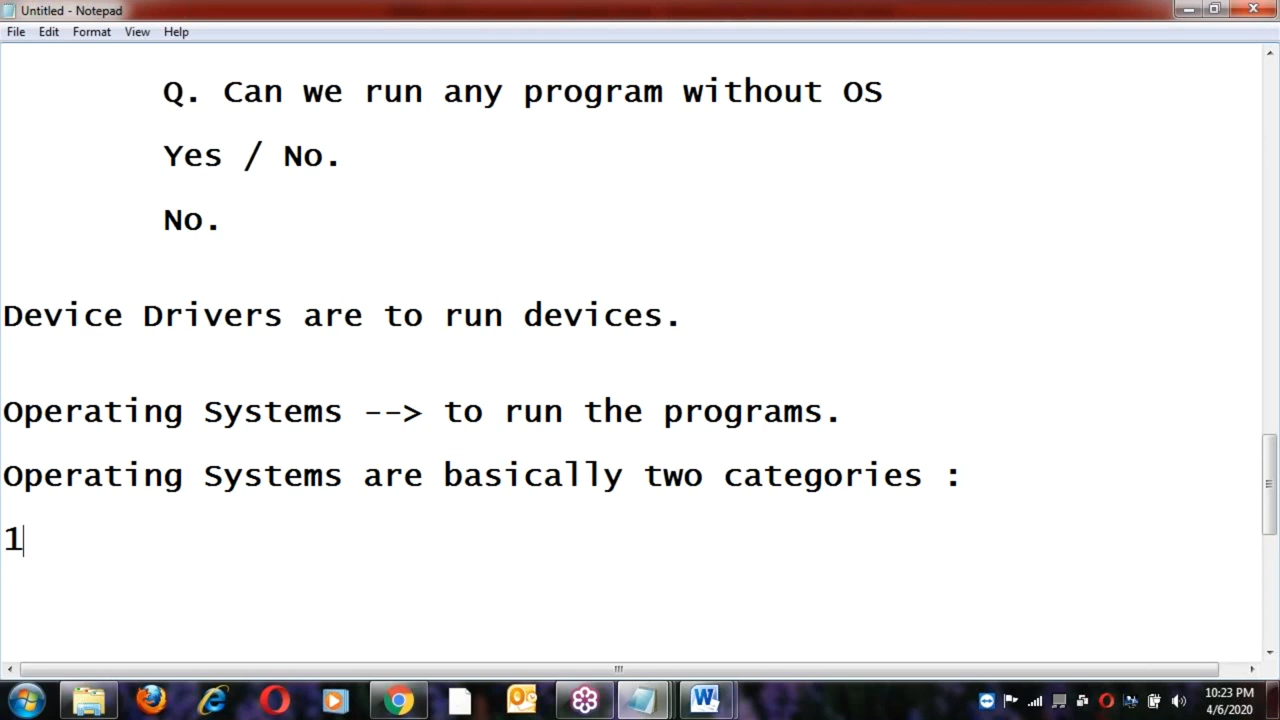 Untitled - Notepad
File Edit Format View Help
Q. Can we run any program without OS
Yes / No.
No.
Device Drivers are to run devices.
Operating Systems --> to run the programs.
Operating Systems are basically two categories :
1
10:23 PM
4/6/2020